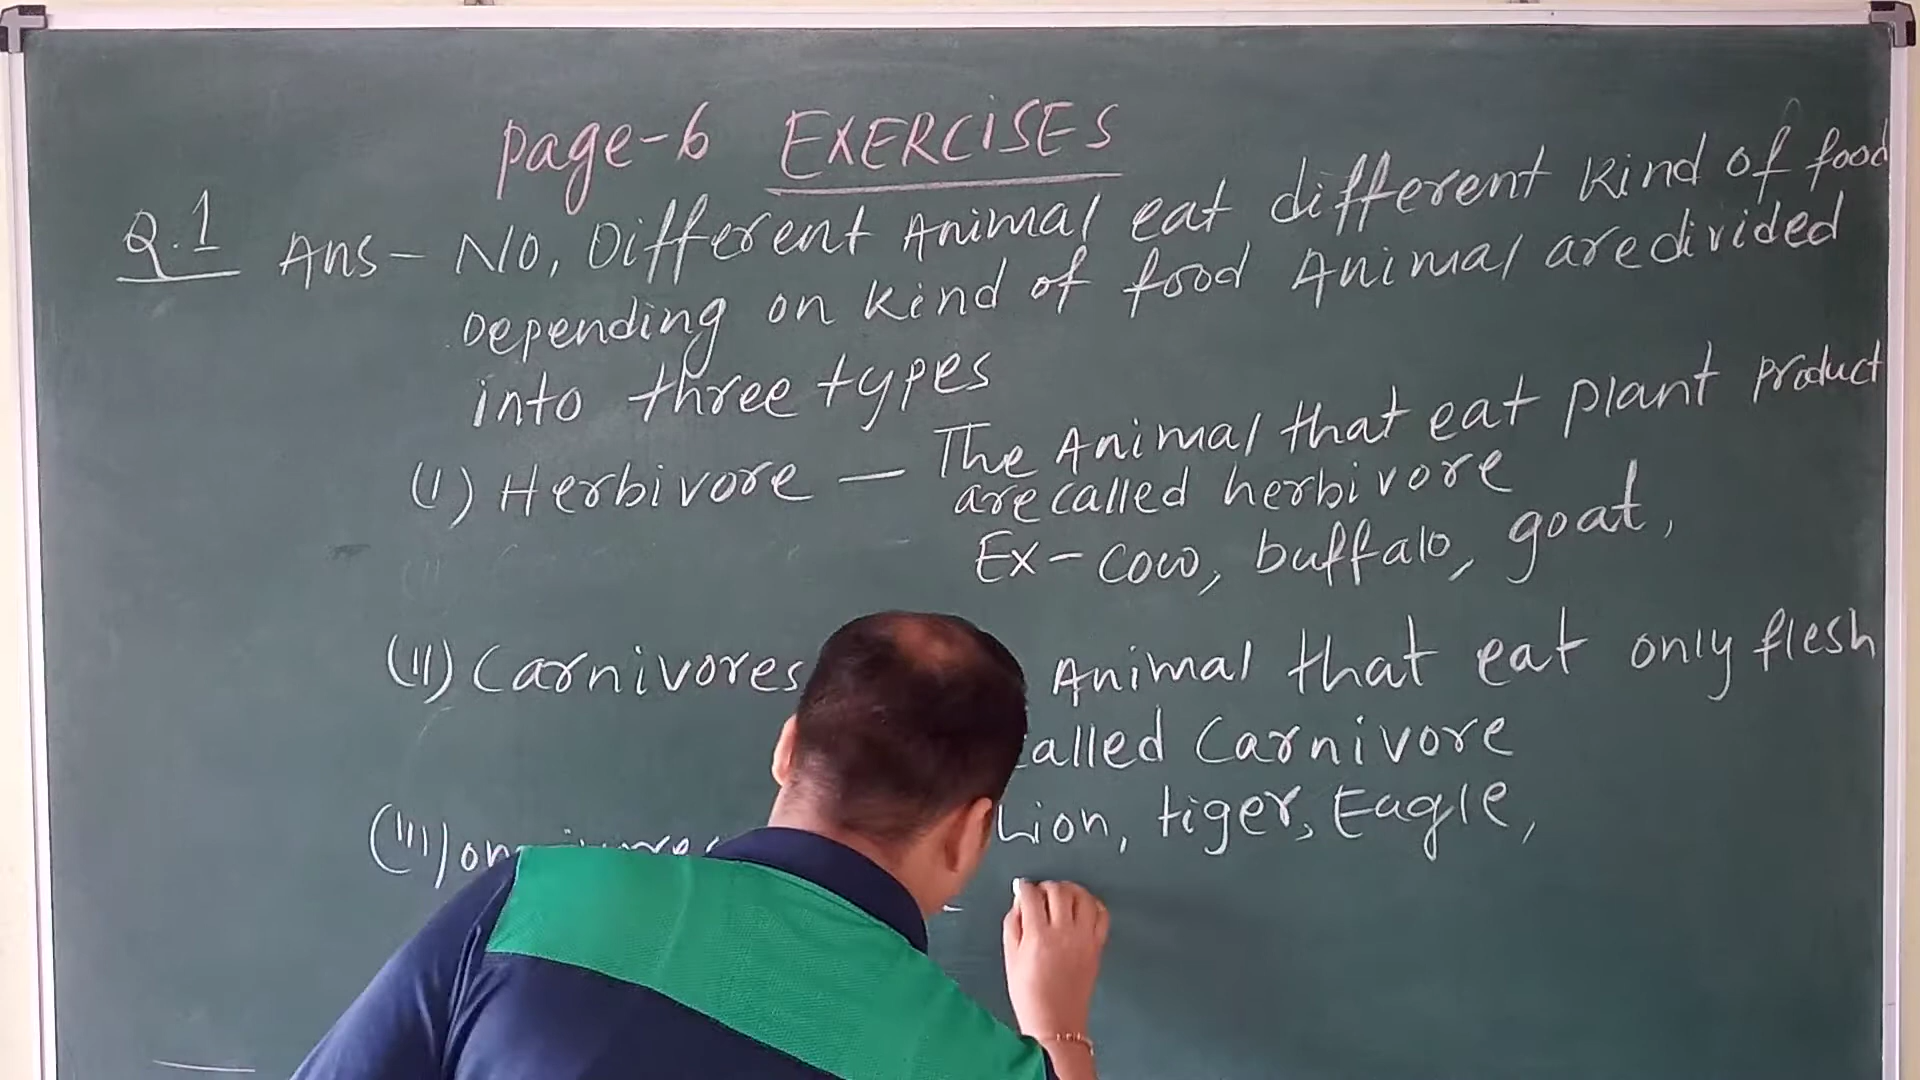 page-6 EXERCISES
Q.1 Ans - No, Different Animal eat different kind of food
Depending on kind of food Animal are divided
into three types
(I) Herbivore — The Animal that eat plant product
are called herbivore
Ex - cow, buffalo, goat,
(II) Carnivores Animal that eat only flesh
called Carnivore
Lion, tiger, Eagle,
(III)